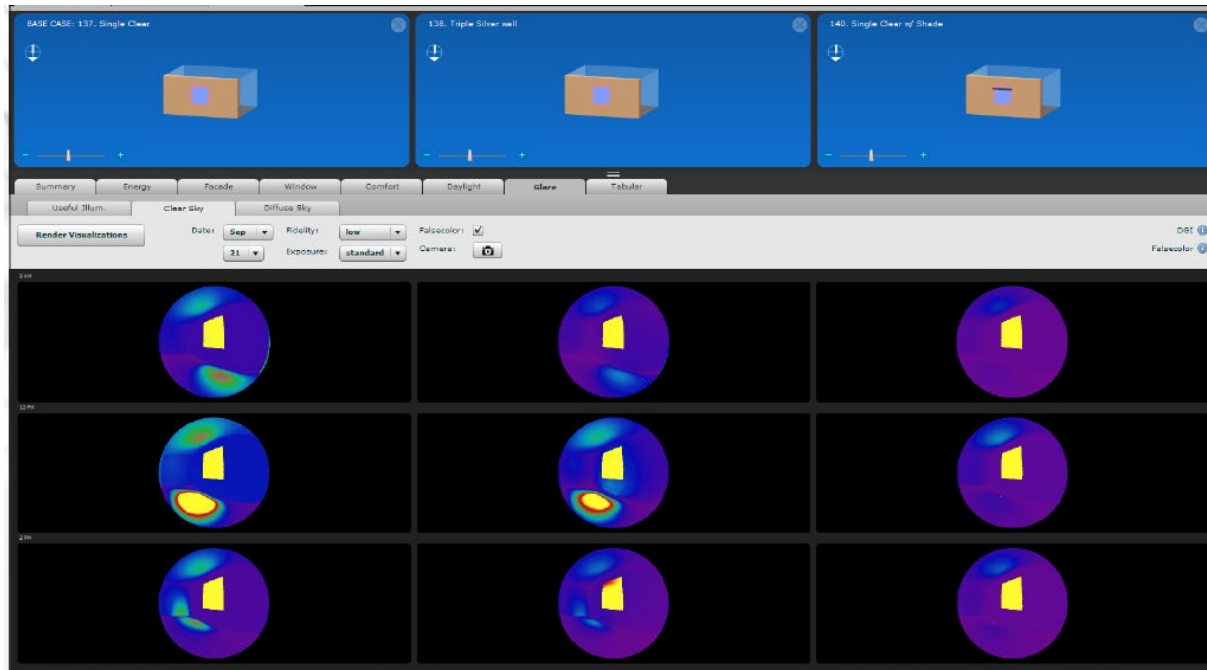 BASE CASE: 137. Single Clear
138. Triple Silver well
140. Single Clear w/ Shade
Summary
Energy
Facade
Window
Comfort
Daylight
Glare
Tabular
Useful Illum.
Clear Sky
Diffuse Sky
Render Visualizations
Date: Sep
21
Fidelity: low
Exposure: standard
Falsecolor:
Camera:
DGI
Falsecolor
12 PM